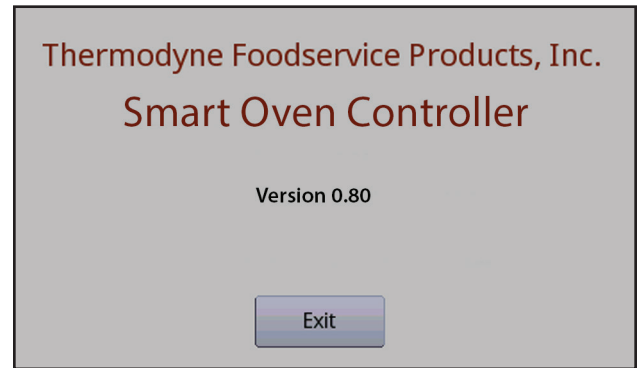 Thermodyne Foodservice Products, Inc.
Smart Oven Controller
Version 0.80
Exit